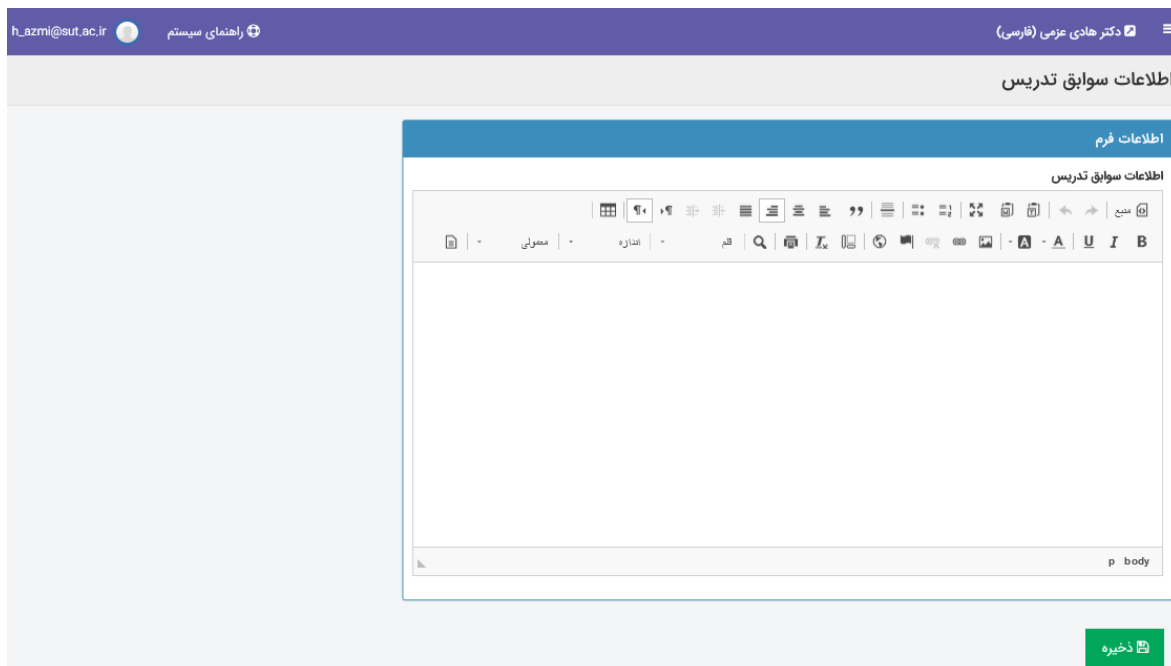 دکتر هادی عزمی (فارسی) راهنمای سیستم h_azmi@sut.ac.ir
اطلاعات سوابق تدریس
اطلاعات فرم
اطلاعات سوابق تدریس
منبع
B I U A A قلم اندازه معمولی
p body
ذخیره